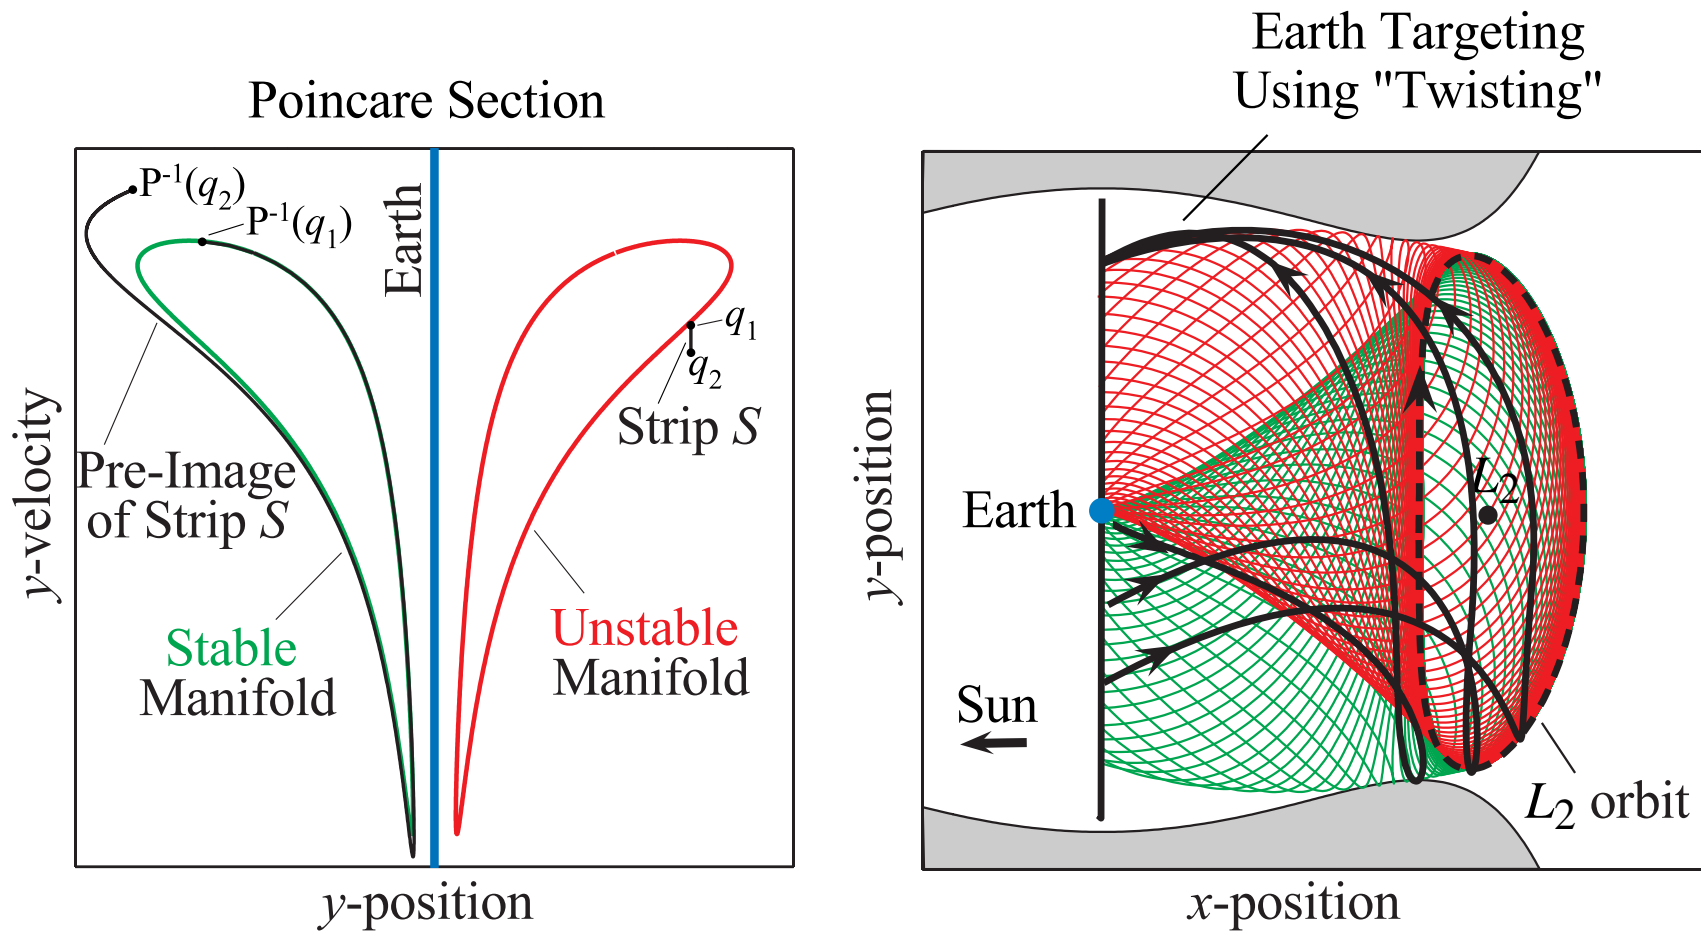 Poincare Section
P⁻¹(q₂)
P⁻¹(q₁)
Earth
q₁
q₂
Strip S
Pre-Image
of Strip S
Stable
Manifold
Unstable
Manifold
y-velocity
y-position
Earth Targeting
Using "Twisting"
L₂
Earth
Sun
L₂ orbit
y-position
x-position